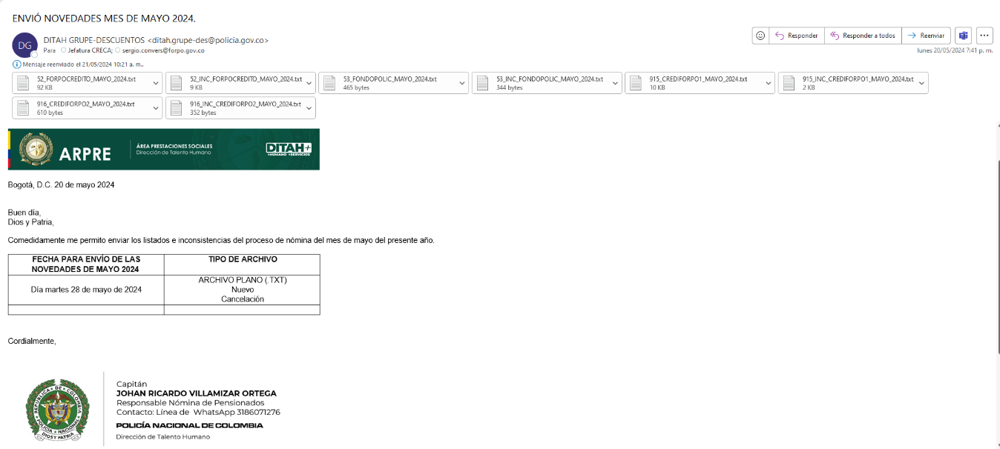 ENVIÓ NOVEDADES MES DE MAYO 2024.
DG
DITAH GRUPE-DESCUENTOS <ditah.grupe-des@policia.gov.co>
Para Jefatura CRECA; sergio.convers@forpo.gov.co
Responder
Responder a todos
Reenviar
lunes 20/05/2024 7:41 p. m.
Mensaje reenviado el 21/05/2024 10:21 a. m..
52_FORPOCREDITO_MAYO_2024.txt
92 KB
52_INC_FORPOCREDITO_MAYO_2024.txt
9 KB
53_FONDOPOLIC_MAYO_2024.txt
465 bytes
53_INC_FONDOPOLIC_MAYO_2024.txt
344 bytes
915_CREDIFORPO1_MAYO_2024.txt
10 KB
915_INC_CREDIFORPO1_MAYO_2024.txt
2 KB
916_CREDIFORPO2_MAYO_2024.txt
610 bytes
916_INC_CREDIFORPO2_MAYO_2024.txt
352 bytes
ARPRE
ÁREA PRESTACIONES SOCIALES
Dirección de Talento Humano
DITAH+
+HUMANO +SERVICIOS
Bogotá, D.C. 20 de mayo 2024
Buen día,
Dios y Patria,
Comedidamente me permito enviar los listados e inconsistencias del proceso de nómina del mes de mayo del presente año.
FECHA PARA ENVÍO DE LAS
NOVEDADES DE MAYO 2024
TIPO DE ARCHIVO
Día martes 28 de mayo de 2024
ARCHIVO PLANO (.TXT)
Nuevo
Cancelación
Cordialmente,
REPUBLICA DE COLOMBIA
POLICIA NACIONAL
DIOS Y PATRIA
Capitán
JOHAN RICARDO VILLAMIZAR ORTEGA
Responsable Nómina de Pensionados
Contacto: Línea de WhatsApp 3186071276
POLICÍA NACIONAL DE COLOMBIA
Dirección de Talento Humano